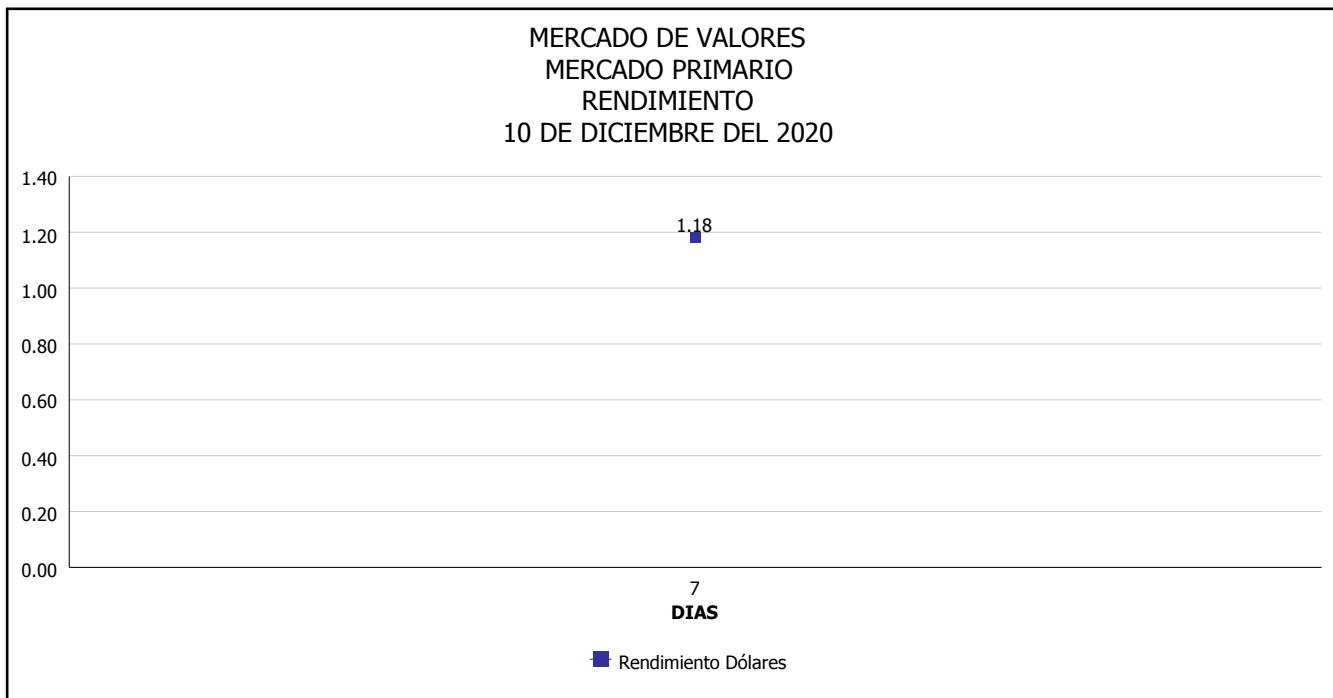 MERCADO DE VALORES
MERCADO PRIMARIO
RENDIMIENTO
10 DE DICIEMBRE DEL 2020
1.40
1.18
1.20
1.00
0.80
0.60
0.40
0.20
0.00
7
DIAS
Rendimiento Dólares